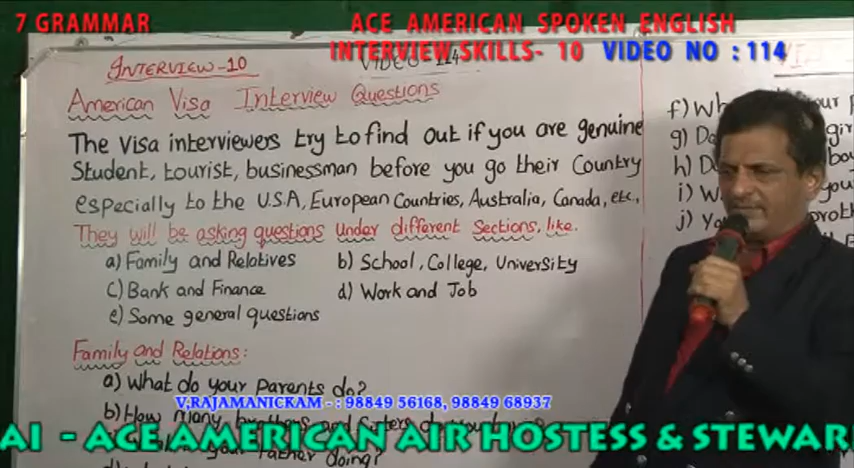 7 GRAMMAR
ACE AMERICAN SPOKEN ENGLISH
INTERVIEW SKILLS- 10 VIDEO NO : 114
INTERVIEW-10
VIDEO 114
American Visa Interview Questions
The Visa interviewers try to find out if you are genuine
Student, tourist, businessman before you go their Country
especially to the U.S.A, European Countries, Australia, Canada, etc.,
They will be asking questions under different Sections, like.
a) Family and Relatives b) School, College, University
c) Bank and Finance d) Work and Job
e) Some general questions
Family and Relations:
a) What do your parents do?
b) How many brothers and Sisters do you
your father doing?
f)
g)
h)
i)
j)
V,RAJAMANICKAM - : 98849 56168, 98849 68937
AI - ACE AMERICAN AIR HOSTESS & STEWAR